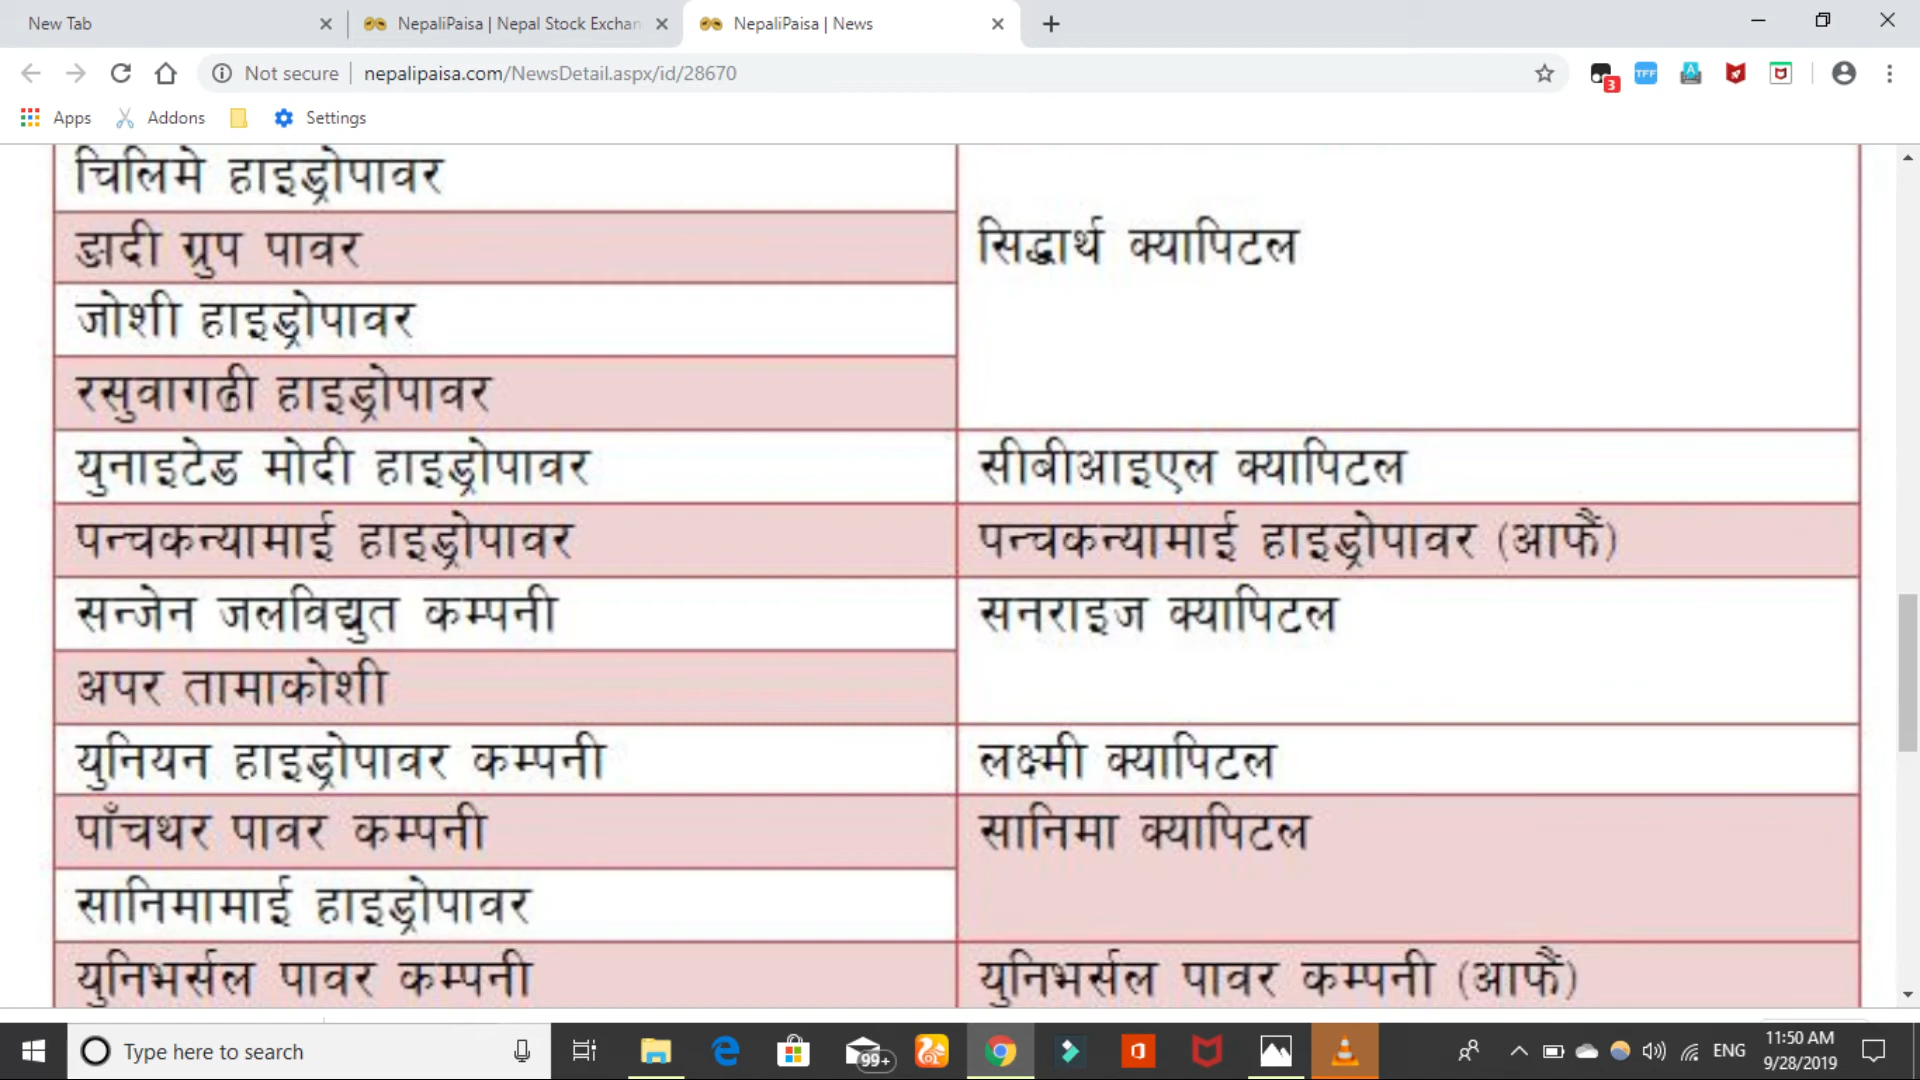 New Tab
NepaliPaisa | Nepal Stock Exchan
NepaliPaisa | News
Not secure
nepalipaisa.com/NewsDetail.aspx/id/28670
3
TFF
Apps
Addons
Settings
चिलिमे हाइड्रोपावर
ङादी ग्रुप पावर
सिद्धार्थ क्यापिटल
जोशी हाइड्रोपावर
रसुवागढी हाइड्रोपावर
युनाइटेड मोदी हाइड्रोपावर
सीबीआइएल क्यापिटल
पन्चकन्यामाई हाइड्रोपावर
पन्चकन्यामाई हाइड्रोपावर (आफैं)
सन्जेन जलविद्युत कम्पनी
सनराइज क्यापिटल
अपर तामाकोशी
युनियन हाइड्रोपावर कम्पनी
लक्ष्मी क्यापिटल
पाँचथर पावर कम्पनी
सानिमा क्यापिटल
सानिमामाई हाइड्रोपावर
युनिभर्सल पावर कम्पनी
युनिभर्सल पावर कम्पनी (आफैं)
Type here to search
99+
ENG
11:50 AM
9/28/2019